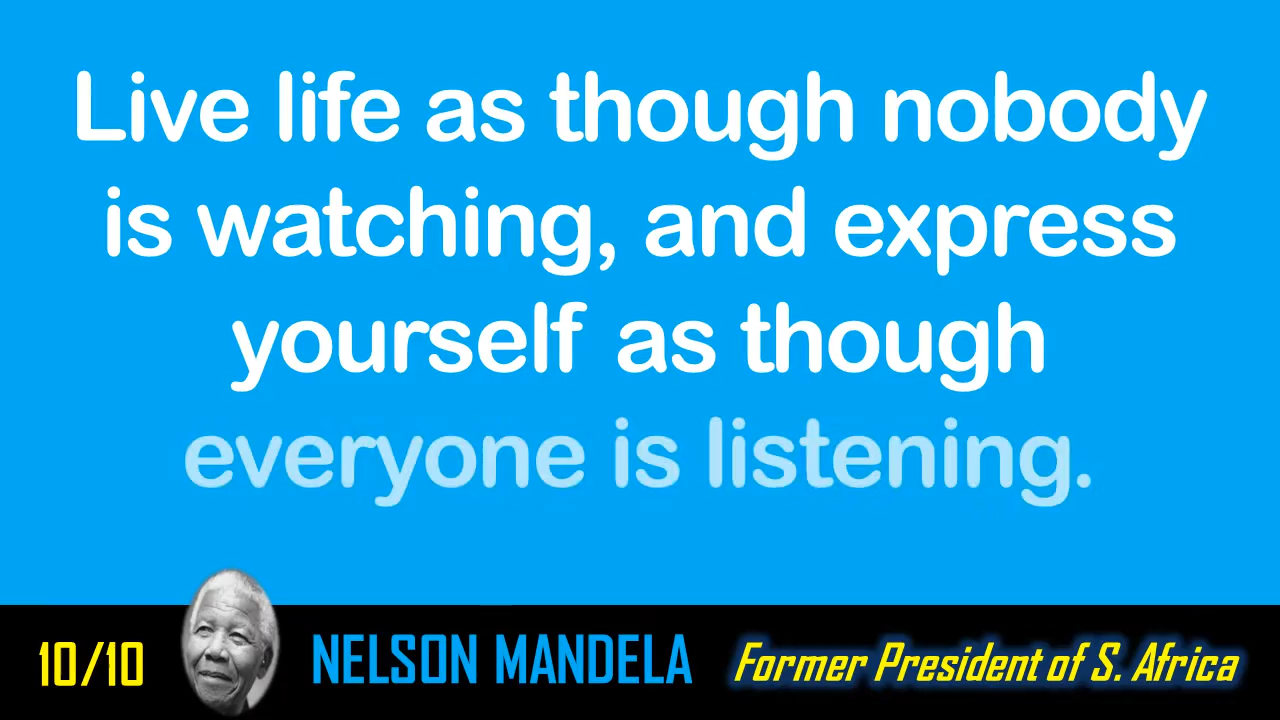 Live life as though nobody
is watching, and express
yourself as though
everyone is listening.
10/10 NELSON MANDELA Former President of S. Africa